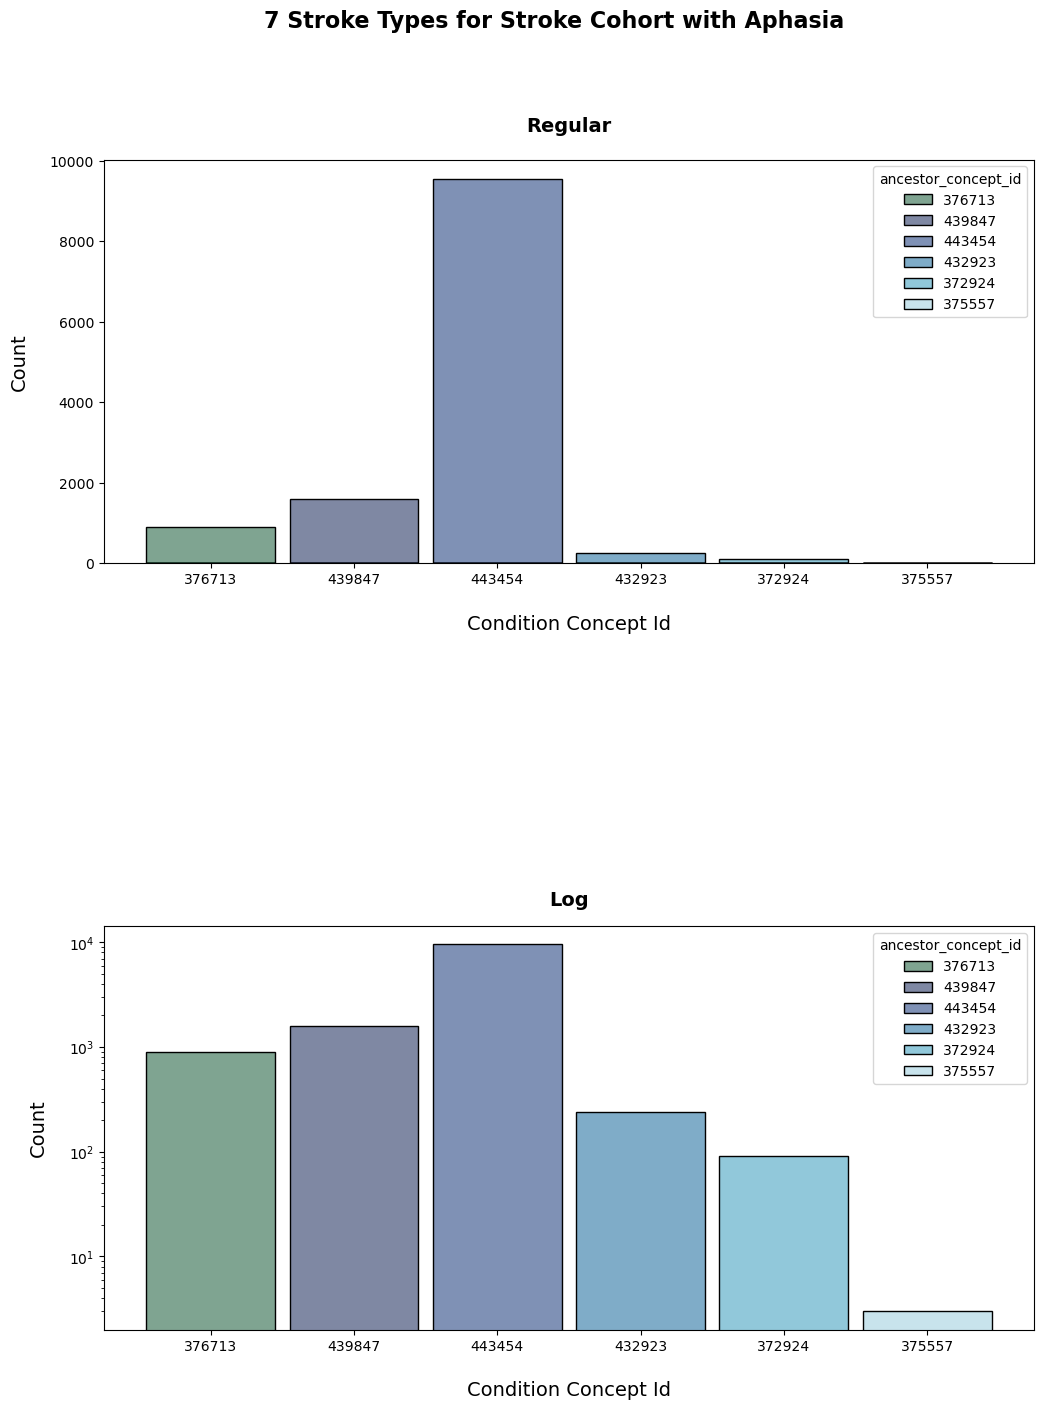 7 Stroke Types for Stroke Cohort with Aphasia
Regular
10000
8000
6000
4000
2000
0
Count
ancestor_concept_id
376713
439847
443454
432923
372924
375557
376713 439847 443454 432923 372924 375557
Condition Concept Id
Log
10^4
10^3
10^2
10^1
Count
ancestor_concept_id
376713
439847
443454
432923
372924
375557
376713 439847 443454 432923 372924 375557
Condition Concept Id